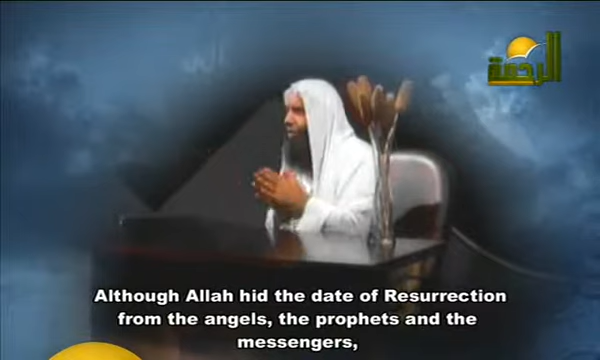 الرحمة
Although Allah hid the date of Resurrection
from the angels, the prophets and the
messengers,